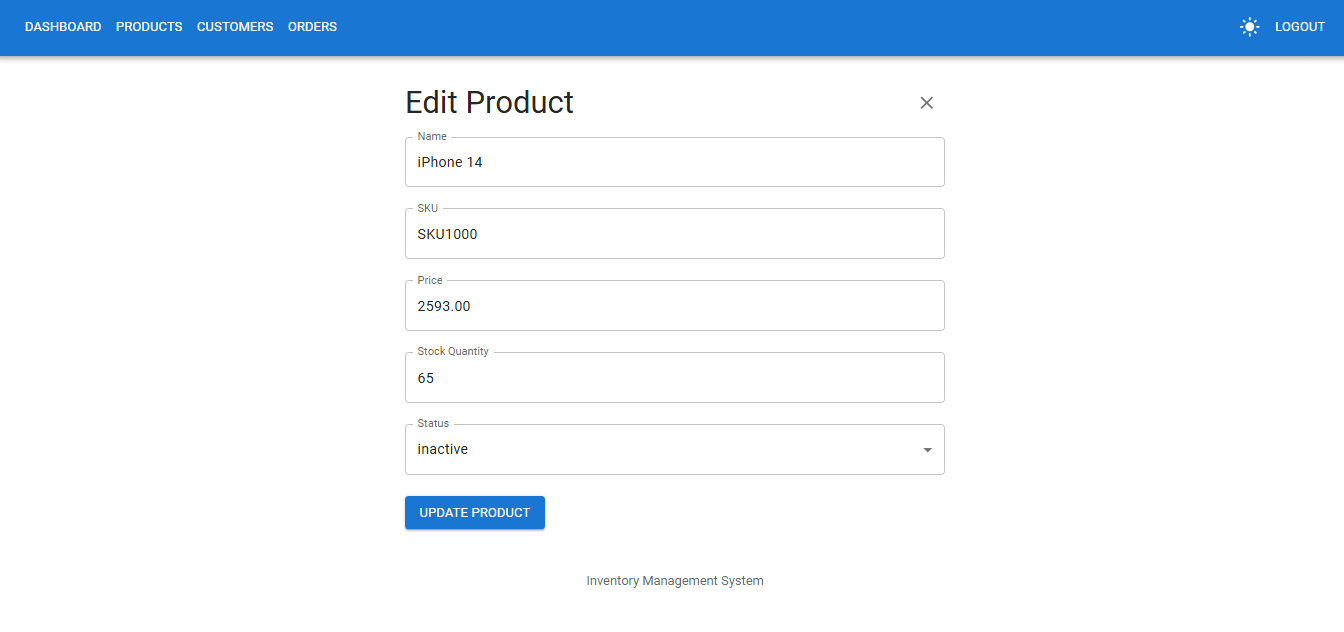 DASHBOARD PRODUCTS CUSTOMERS ORDERS LOGOUT
Edit Product
Name
iPhone 14
SKU
SKU1000
Price
2593.00
Stock Quantity
65
Status
inactive
UPDATE PRODUCT
Inventory Management System